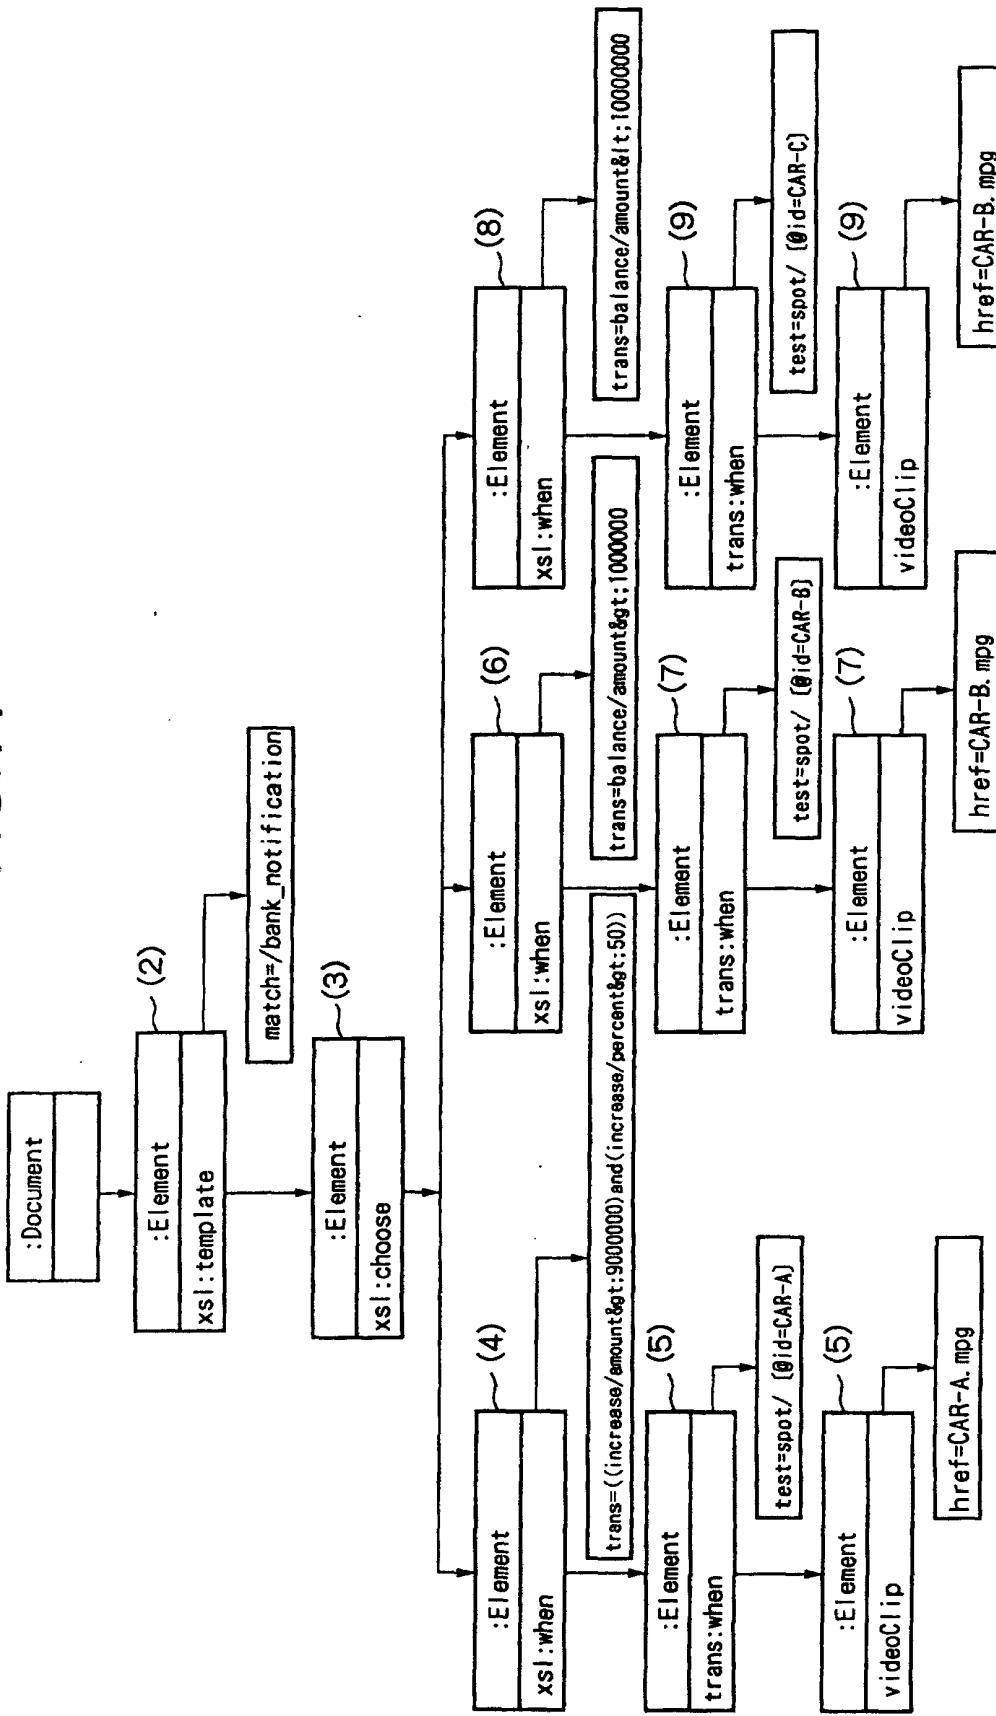 :Document
:Element
xsl:template
(2)
match=/bank_notification
:Element
xsl:choose
(3)
:Element
xsl:when
(4)
trans=((increase/amount&gt;9000000)and(increase/percent&gt;50))
:Element
trans:when
(5)
test=spot/ [@id=CAR-A]
:Element
videoClip
(5)
href=CAR-A.mpg
:Element
xsl:when
(6)
trans=balance/amount&gt;1000000
:Element
trans:when
(7)
test=spot/ [@id=CAR-B]
:Element
videoClip
(7)
href=CAR-B.mpg
:Element
xsl:when
(8)
trans=balance/amount&lt;10000000
:Element
trans:when
(9)
test=spot/ [@id=CAR-C]
:Element
videoClip
(9)
href=CAR-B.mpg